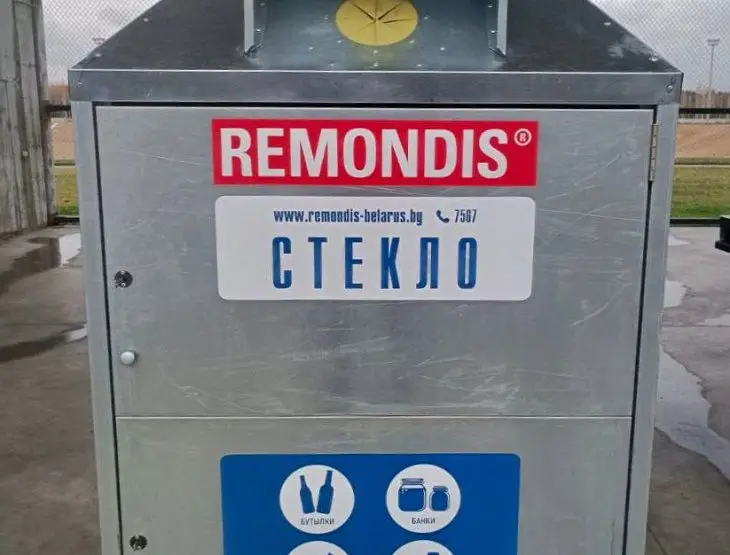 REMONDIS®
www.remondis-belarus.by 7567
СТЕКЛО
БУТЫЛКИ БАНКИ